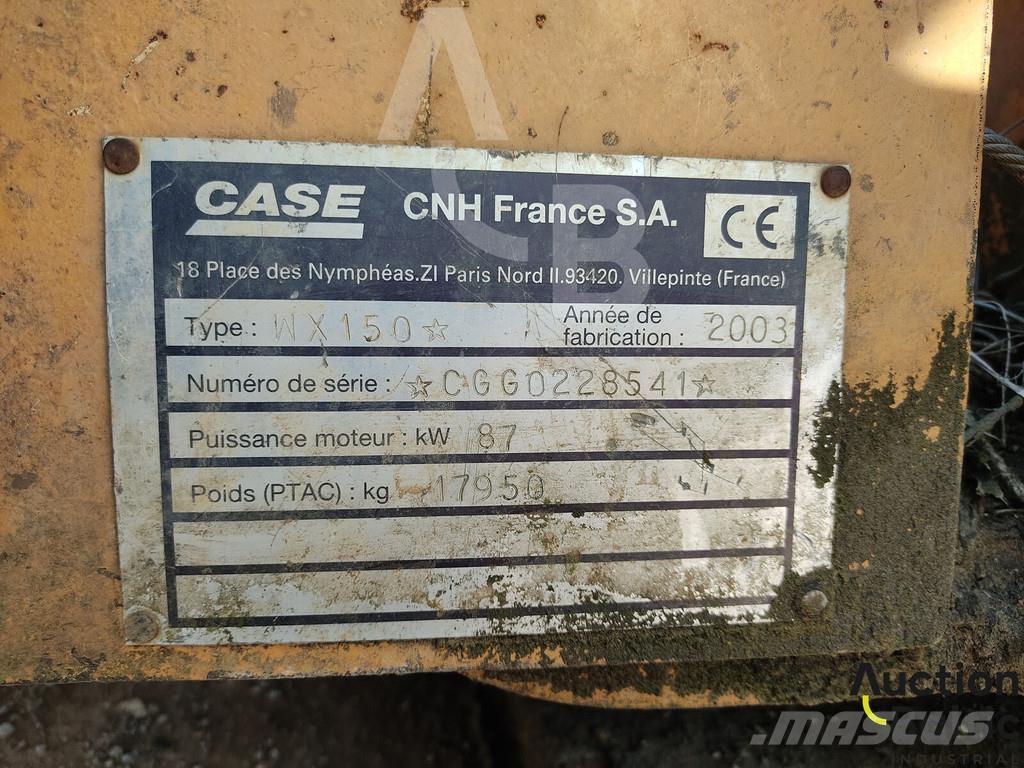 CASE CNH France S.A. CE
18 Place des Nymphéas.ZI Paris Nord II.93420. Villepinte (France)
Type : WX150☆ Année de fabrication : 2003
Numéro de série : ☆CGG0228541☆
Puissance moteur : kW 87
Poids (PTAC) : kg 17950
Auction
MASCUS
INDUSTRIAL